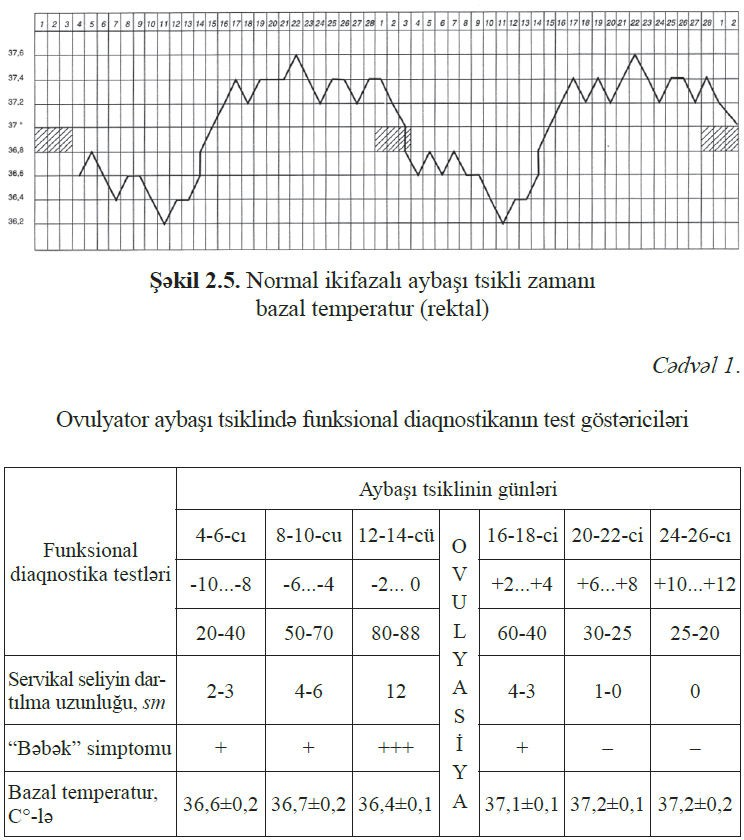 1 2 3 4 5 6 7 8 9 10 11 12 13 14 15 16 17 18 19 20 21 22 23 24 25 26 27 28 1 2 3 4 5 6 7 8 9 10 11 12 13 14 15 16 17 18 19 20 21 22 23 24 25 26 27 28 1 2
37,6
37,4
37,2
37 °
36,8
36,6
36,2
Şəkil 2.5. Normal ikifazalı aybaşı tsikli zamanı
bazal temperatur (rektal)
Cədvəl 1.
Ovulyator aybaşı tsiklində funksional diaqnostikanın test göstəriciləri
Funksional
diaqnostika testləri
Aybaşı tsiklinin günləri
4-6-cı 8-10-cu 12-14-cü OVULYASİYA 16-18-ci 20-22-ci 24-26-cı
-10...-8 -6...-4 -2... 0 +2...+4 +6...+8 +10...+12
20-40 50-70 80-88 60-40 30-25 25-20
Servikal seliyin dar-
tılma uzunluğu, sm 2-3 4-6 12 4-3 1-0 0
“Bəbək” simptomu + + +++ + – –
Bazal temperatur,
C°-lə 36,6±0,2 36,7±0,2 36,4±0,1 37,1±0,1 37,2±0,1 37,2±0,2